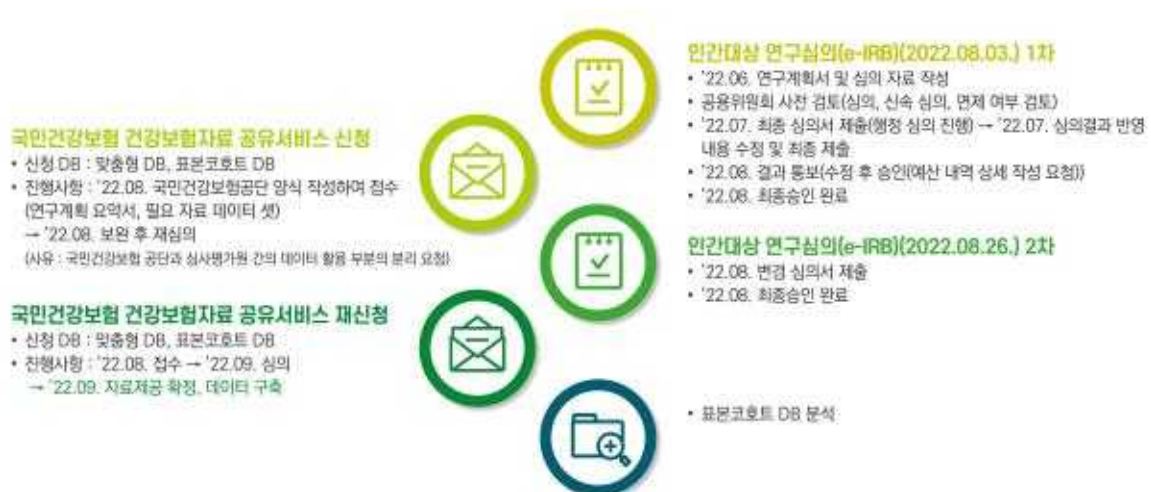 인간대상 연구심의(e-IRB)(2022.08.03.) 1차
• '22.06. 연구계획서 및 심의 자료 작성
• 공용위원회 사전 검토(심의, 신속 심의, 면제 여부 검토)
• '22.07. 최종 심의서 제출(행정 심의 진행) → '22.07. 심의결과 반영
내용 수정 및 최종 제출
• '22.08. 결과 통보(수정 후 승인(예산 내역 상세 작성 요청))
• '22.08. 최종승인 완료
국민건강보험 건강보험자료 공유서비스 신청
• 신청 DB : 맞춤형 DB, 표본코호트 DB
• 진행사항 : '22.08. 국민건강보험공단 양식 작성하여 접수
(연구계획 요약서, 필요 자료 데이터 셋)
→ '22.08. 보완 후 재심의
(사유 : 국민건강보험 공단과 심사평가원 간의 데이터 활용 부분의 분리 요청)
인간대상 연구심의(e-IRB)(2022.08.26.) 2차
• '22.08. 변경 심의서 제출
• '22.08. 최종승인 완료
국민건강보험 건강보험자료 공유서비스 재신청
• 신청 DB : 맞춤형 DB, 표본코호트 DB
• 진행사항 : '22.08. 접수 → '22.09. 심의
→ '22.09. 자료제공 확정, 데이터 구축
• 표본코호트 DB 분석